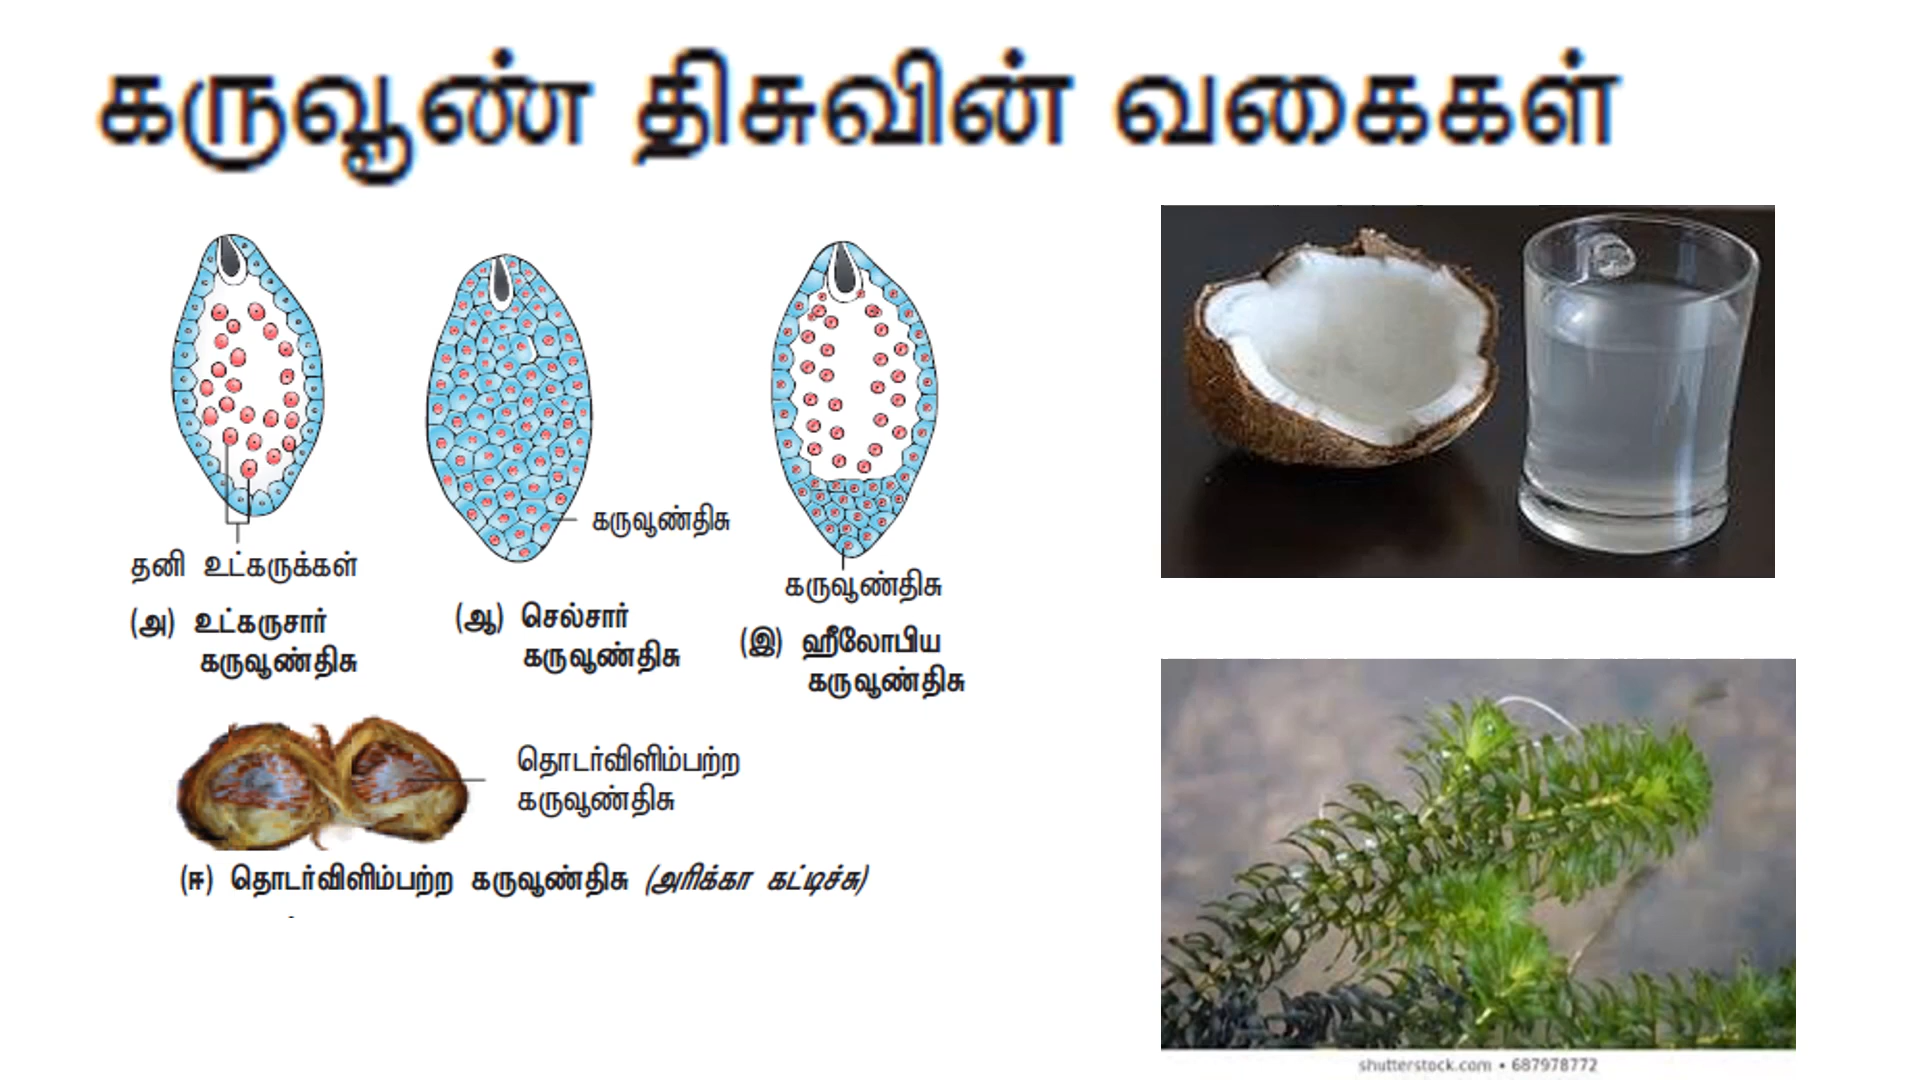 கருவூண் திசுவின் வகைகள்
தனி உட்கருக்கள்
(அ) உட்கருசார்
கருவூண்திசு
கருவூண்திசு
(ஆ) செல்சார்
கருவூண்திசு
கருவூண்திசு
(இ) ஹீலோபிய
கருவூண்திசு
தொடர்விளிம்பற்ற
கருவூண்திசு
(ஈ) தொடர்விளிம்பற்ற கருவூண்திசு (அரிக்கா கட்டிச்சு)
shutterstock.com • 687978772